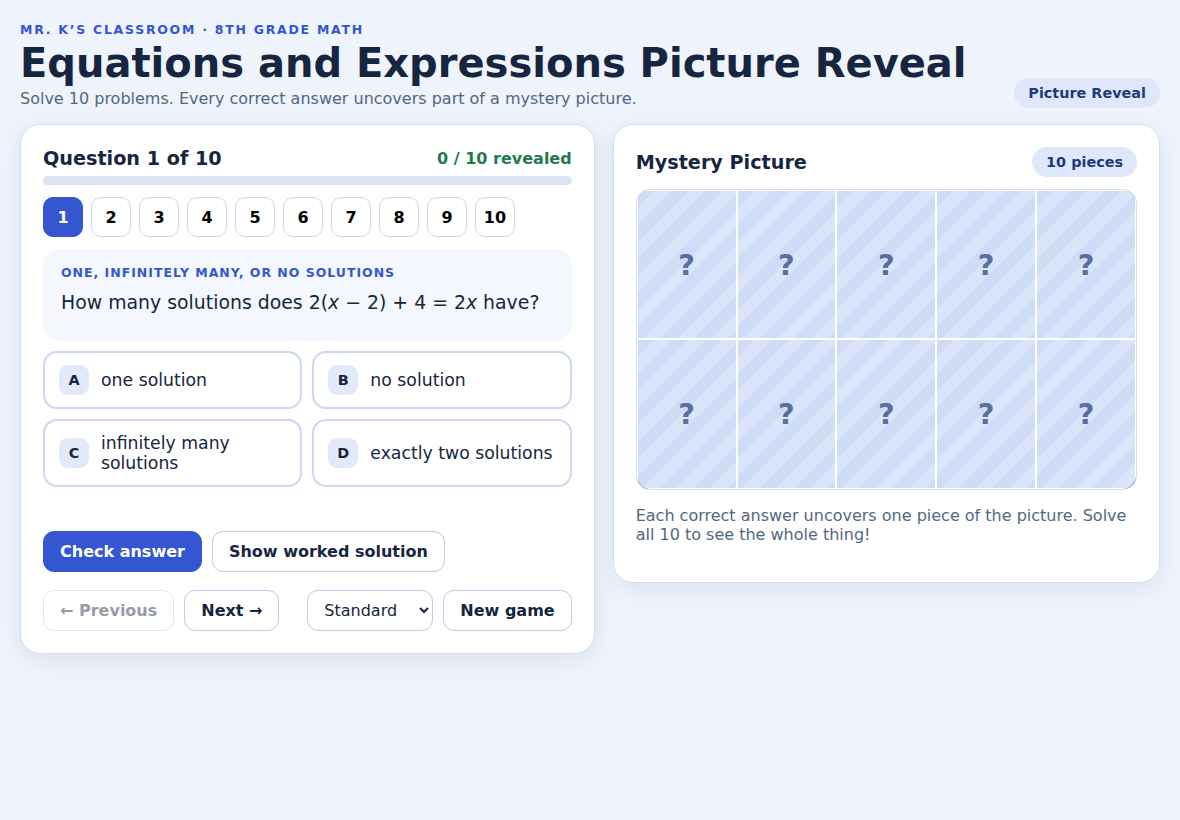 MR. K'S CLASSROOM · 8TH GRADE MATH
Equations and Expressions Picture Reveal
Solve 10 problems. Every correct answer uncovers part of a mystery picture.
Picture Reveal
Question 1 of 10
0 / 10 revealed
1 2 3 4 5 6 7 8 9 10
ONE, INFINITELY MANY, OR NO SOLUTIONS
How many solutions does 2(x − 2) + 4 = 2x have?
A one solution
B no solution
C infinitely many
solutions
D exactly two solutions
Check answer
Show worked solution
← Previous
Next →
Standard
New game
Mystery Picture
10 pieces
? ? ? ? ?
? ? ? ? ?
Each correct answer uncovers one piece of the picture. Solve
all 10 to see the whole thing!